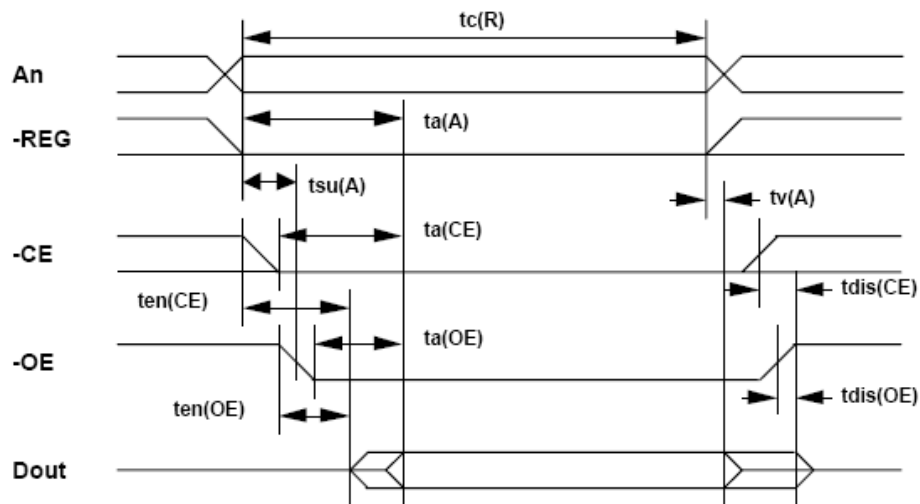 tc(R)
An
ta(A)
-REG
tsu(A)
tv(A)
ta(CE)
-CE
ten(CE)
tdis(CE)
ta(OE)
-OE
ten(OE)
tdis(OE)
Dout